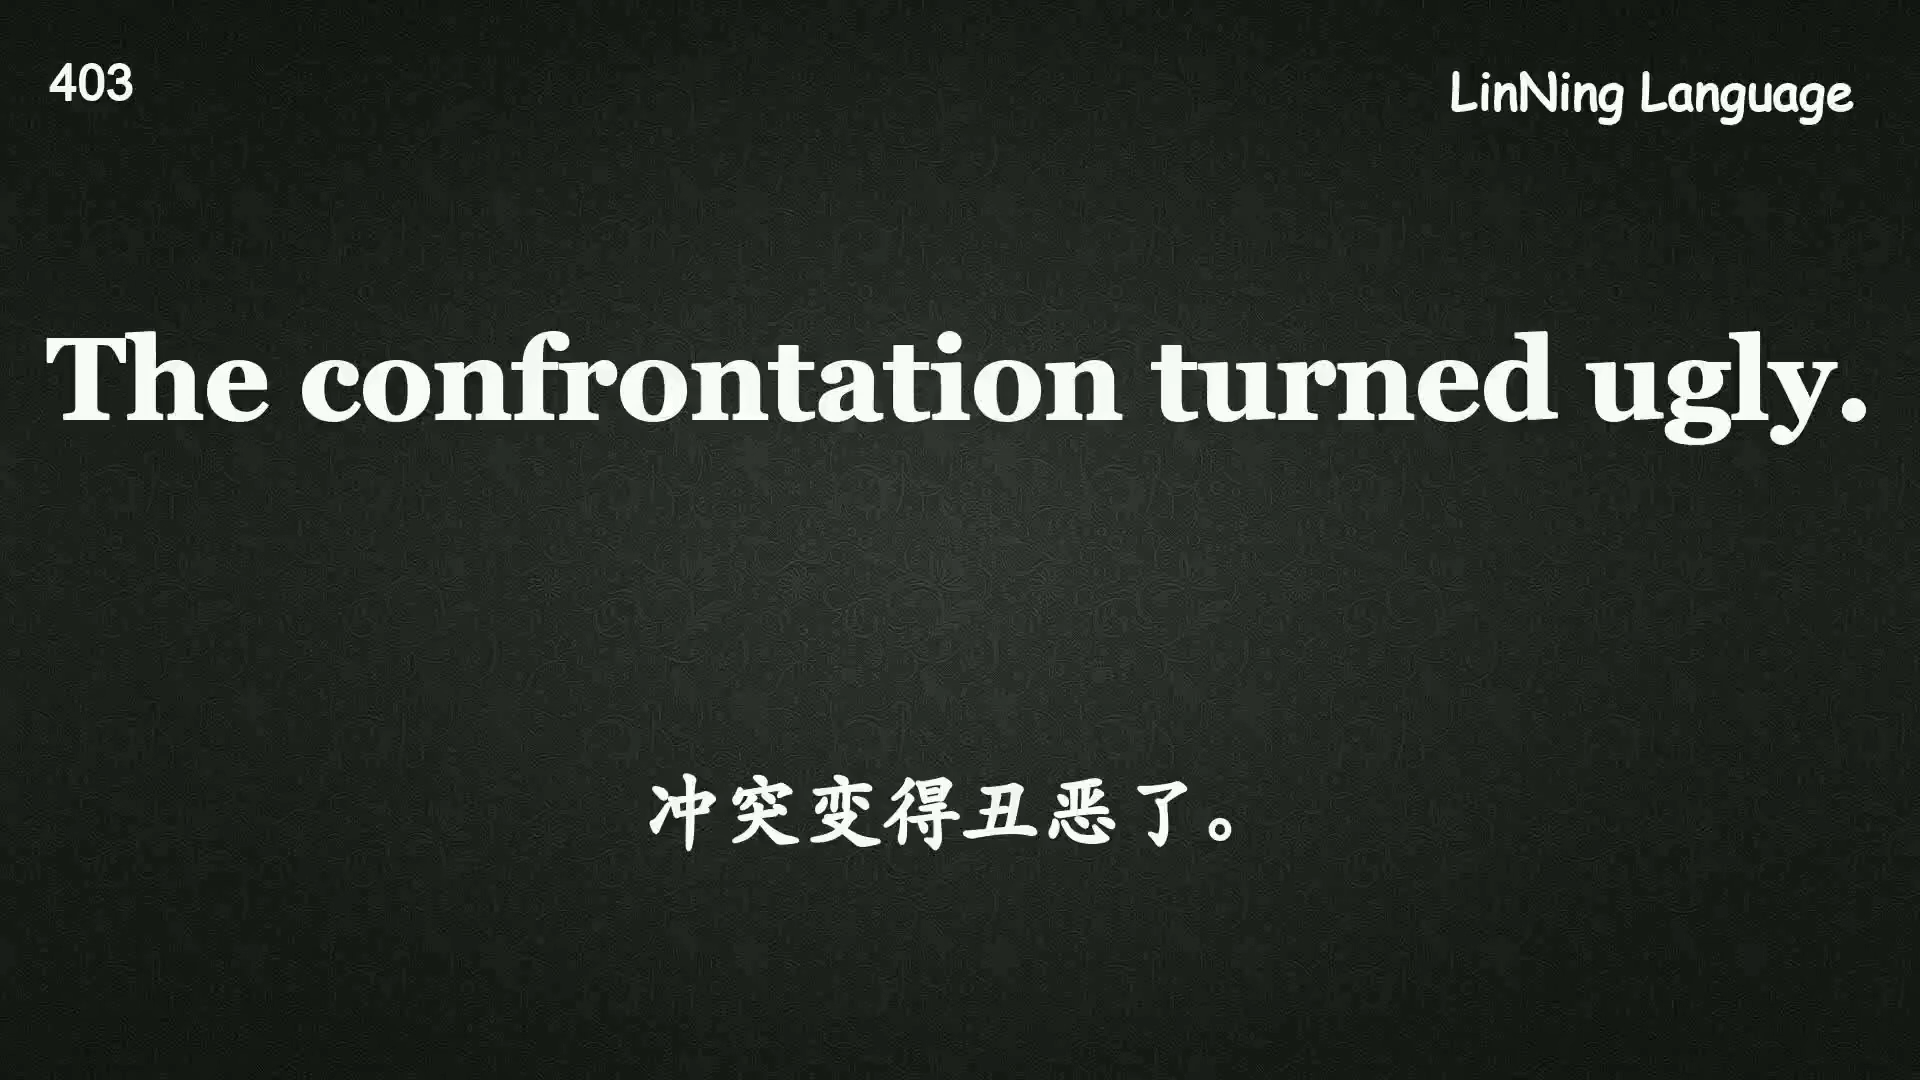 403
LinNing Language
The confrontation turned ugly.
冲突变得丑恶了。